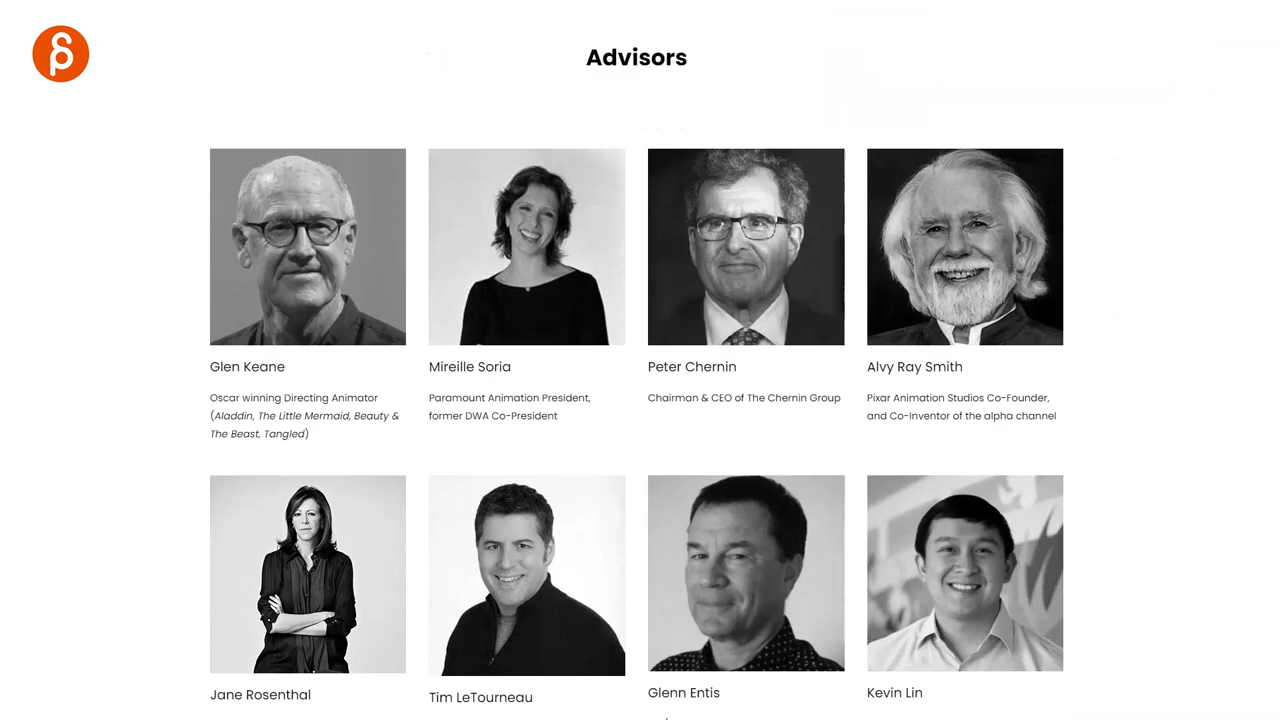 Advisors
Glen Keane
Oscar winning Directing Animator
(Aladdin, The Little Mermaid, Beauty &
The Beast, Tangled)
Mireille Soria
Paramount Animation President,
former DWA Co-President
Peter Chernin
Chairman & CEO of The Chernin Group
Alvy Ray Smith
Pixar Animation Studios Co-Founder,
and Co-Inventor of the alpha channel
Jane Rosenthal
Tim LeTourneau
Glenn Entis
Kevin Lin